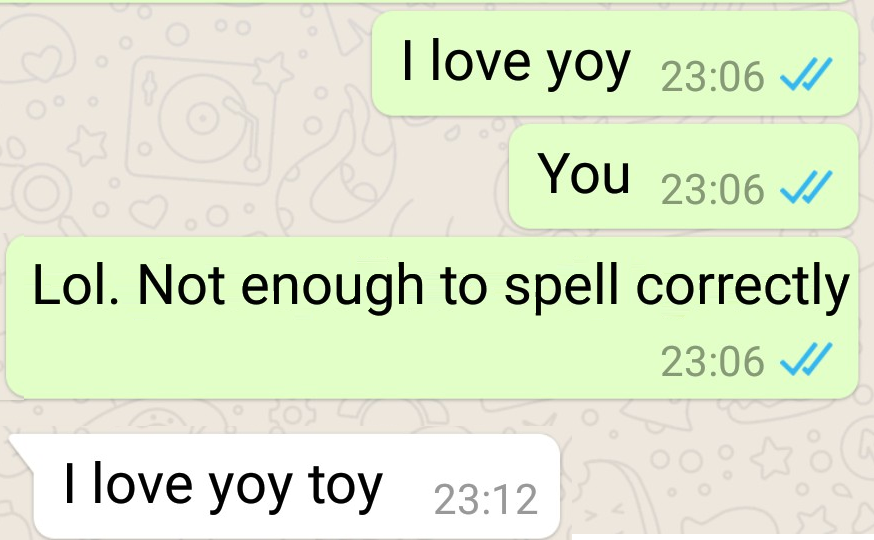 I love yoy 23:06
You 23:06
Lol. Not enough to spell correctly
23:06
I love yoy toy 23:12